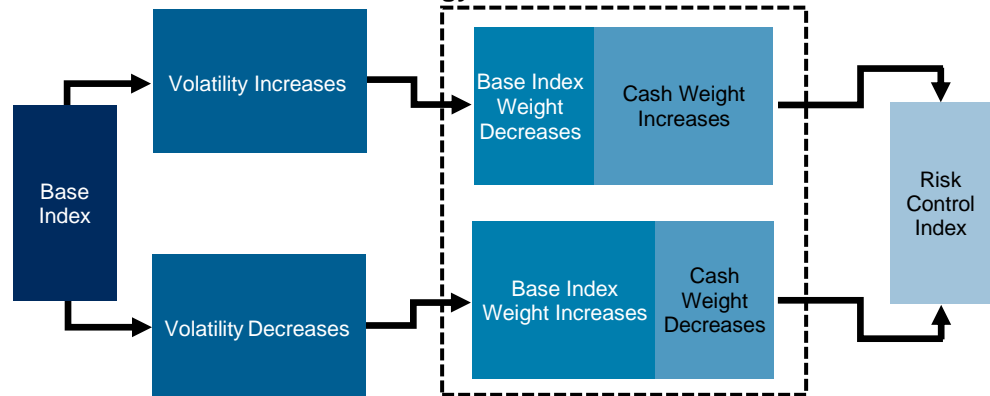 Volatility Increases
Base Index
Weight
Decreases
Cash Weight
Increases
Base
Index
Risk
Control
Index
Volatility Decreases
Base Index
Weight Increases
Cash
Weight
Decreases